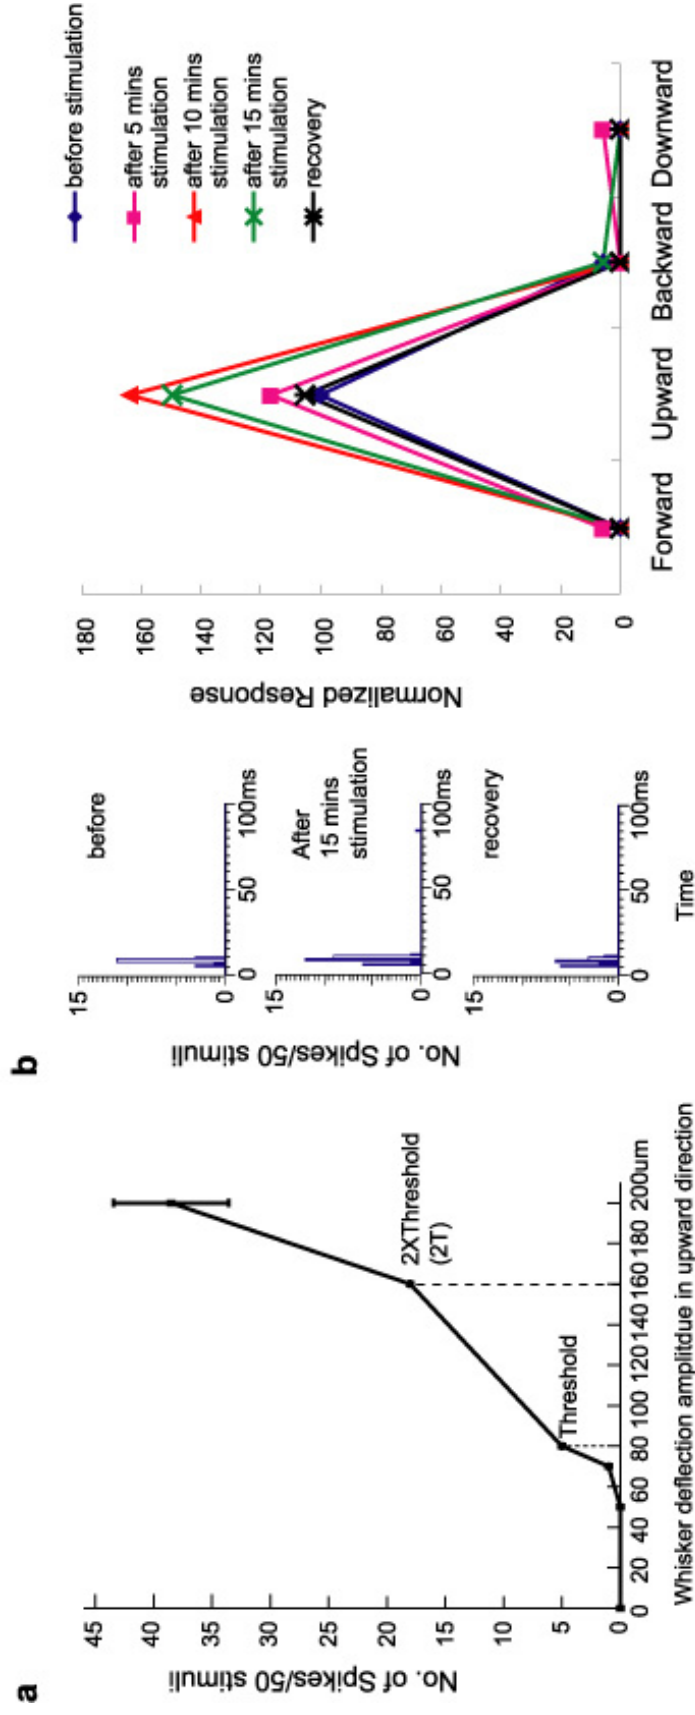 a
No. of Spikes/50 stimuli
45
40
35
30
25
20
15
10
5
0
Threshold
2XThreshold
(2T)
0 20 40 60 80 100 120 140 160 180 200um
Whisker deflection amplitdue in upward direction
b
No. of Spikes/50 stimuli
15
0
before
0 50 100ms
15
0
After
15 mins
stimulation
0 50 100ms
15
0
recovery
0 50 100ms
Time
Normalized Response
180
160
140
120
100
80
60
40
20
0
Forward Upward Backward Downward
before stimulation
after 5 mins
stimulation
after 10 mins
stimulation
after 15 mins
stimulation
recovery